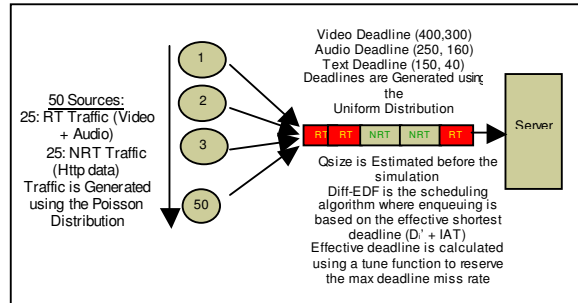 50 Sources:
25: RT Traffic (Video
+ Audio)
25: NRT Traffic
(Http data)
Traffic is Generated
using the Poisson
Distribution
1
2
3
50
Video Deadline (400,300)
Audio Deadline (250, 160)
Text Deadline (150, 40)
Deadlines are Generated using
the
Uniform Distribution
RT RT NRT NRT RT
Server
Qsize is Estimated before the
simulation
Diff-EDF is the scheduling
algorithm where enqueuing is
based on the effective shortest
deadline (Dᵢ' + IAT)
Effective deadline is calculated
using a tune function to reserve
the max deadline miss rate